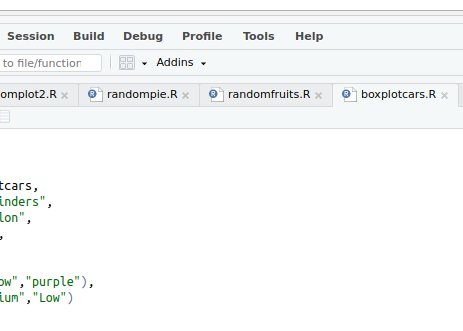 Session Build Debug Profile Tools Help
to file/function Addins
omplot2.R randompie.R randomfruits.R boxplotcars.R
tcars,
inders",
lon",
,
ow","purple"),
ium","Low")